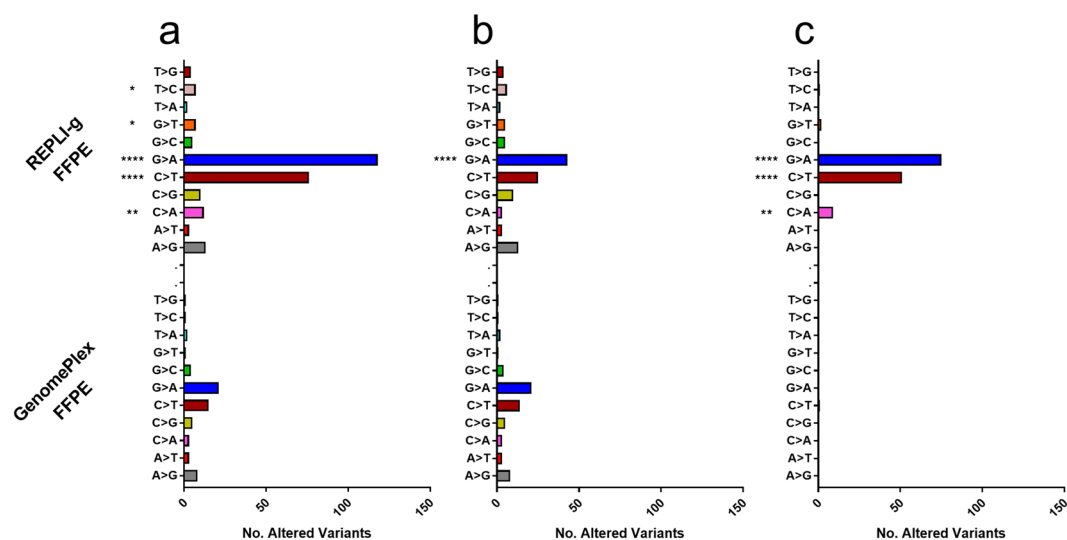 a
b
c
REPLI-g
FFPE
T>G
* T>C
T>A
* G>T
G>C
**** G>A
**** C>T
C>G
** C>A
A>T
A>G
.
.
GenomePlex
FFPE
T>G
T>C
T>A
G>T
G>C
G>A
C>T
C>G
C>A
A>T
A>G
0 50 100 150
No. Altered Variants
T>G
T>C
T>A
G>T
G>C
**** G>A
C>T
C>G
C>A
A>T
A>G
.
.
T>G
T>C
T>A
G>T
G>C
G>A
C>T
C>G
C>A
A>T
A>G
0 50 100 150
No. Altered Variants
T>G
T>C
T>A
G>T
G>C
**** G>A
**** C>T
C>G
** C>A
A>T
A>G
.
.
T>G
T>C
T>A
G>T
G>C
G>A
C>T
C>G
C>A
A>T
A>G
0 50 100 150
No. Altered Variants